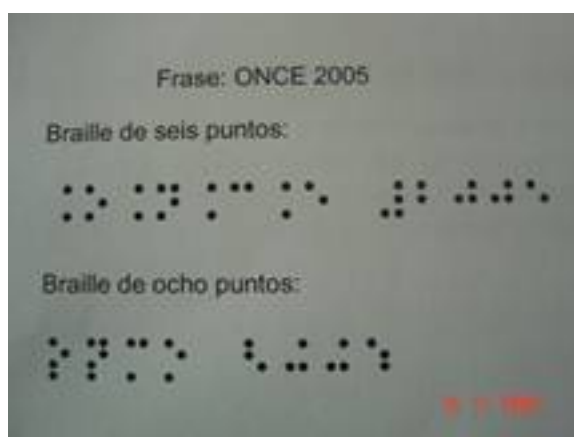 Frase: ONCE 2005
Braille de seis puntos:
⠨⠕⠨⠝⠨⠉⠨⠑ ⠼⠃⠚⠚⠑
Braille de ocho puntos:
⡕⡝⡉⡑ ⠣⠬⠬⠱